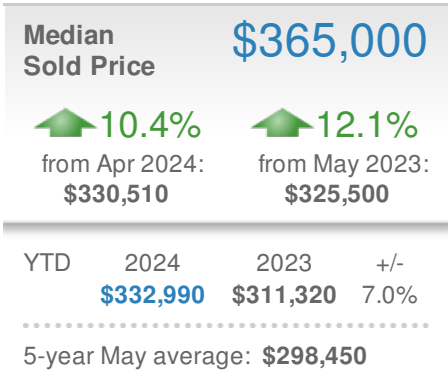 Median $365,000
Sold Price
10.4% 12.1%
from Apr 2024: from May 2023:
$330,510 $325,500
YTD 2024 2023 +/-
$332,990 $311,320 7.0%
5-year May average: $298,450